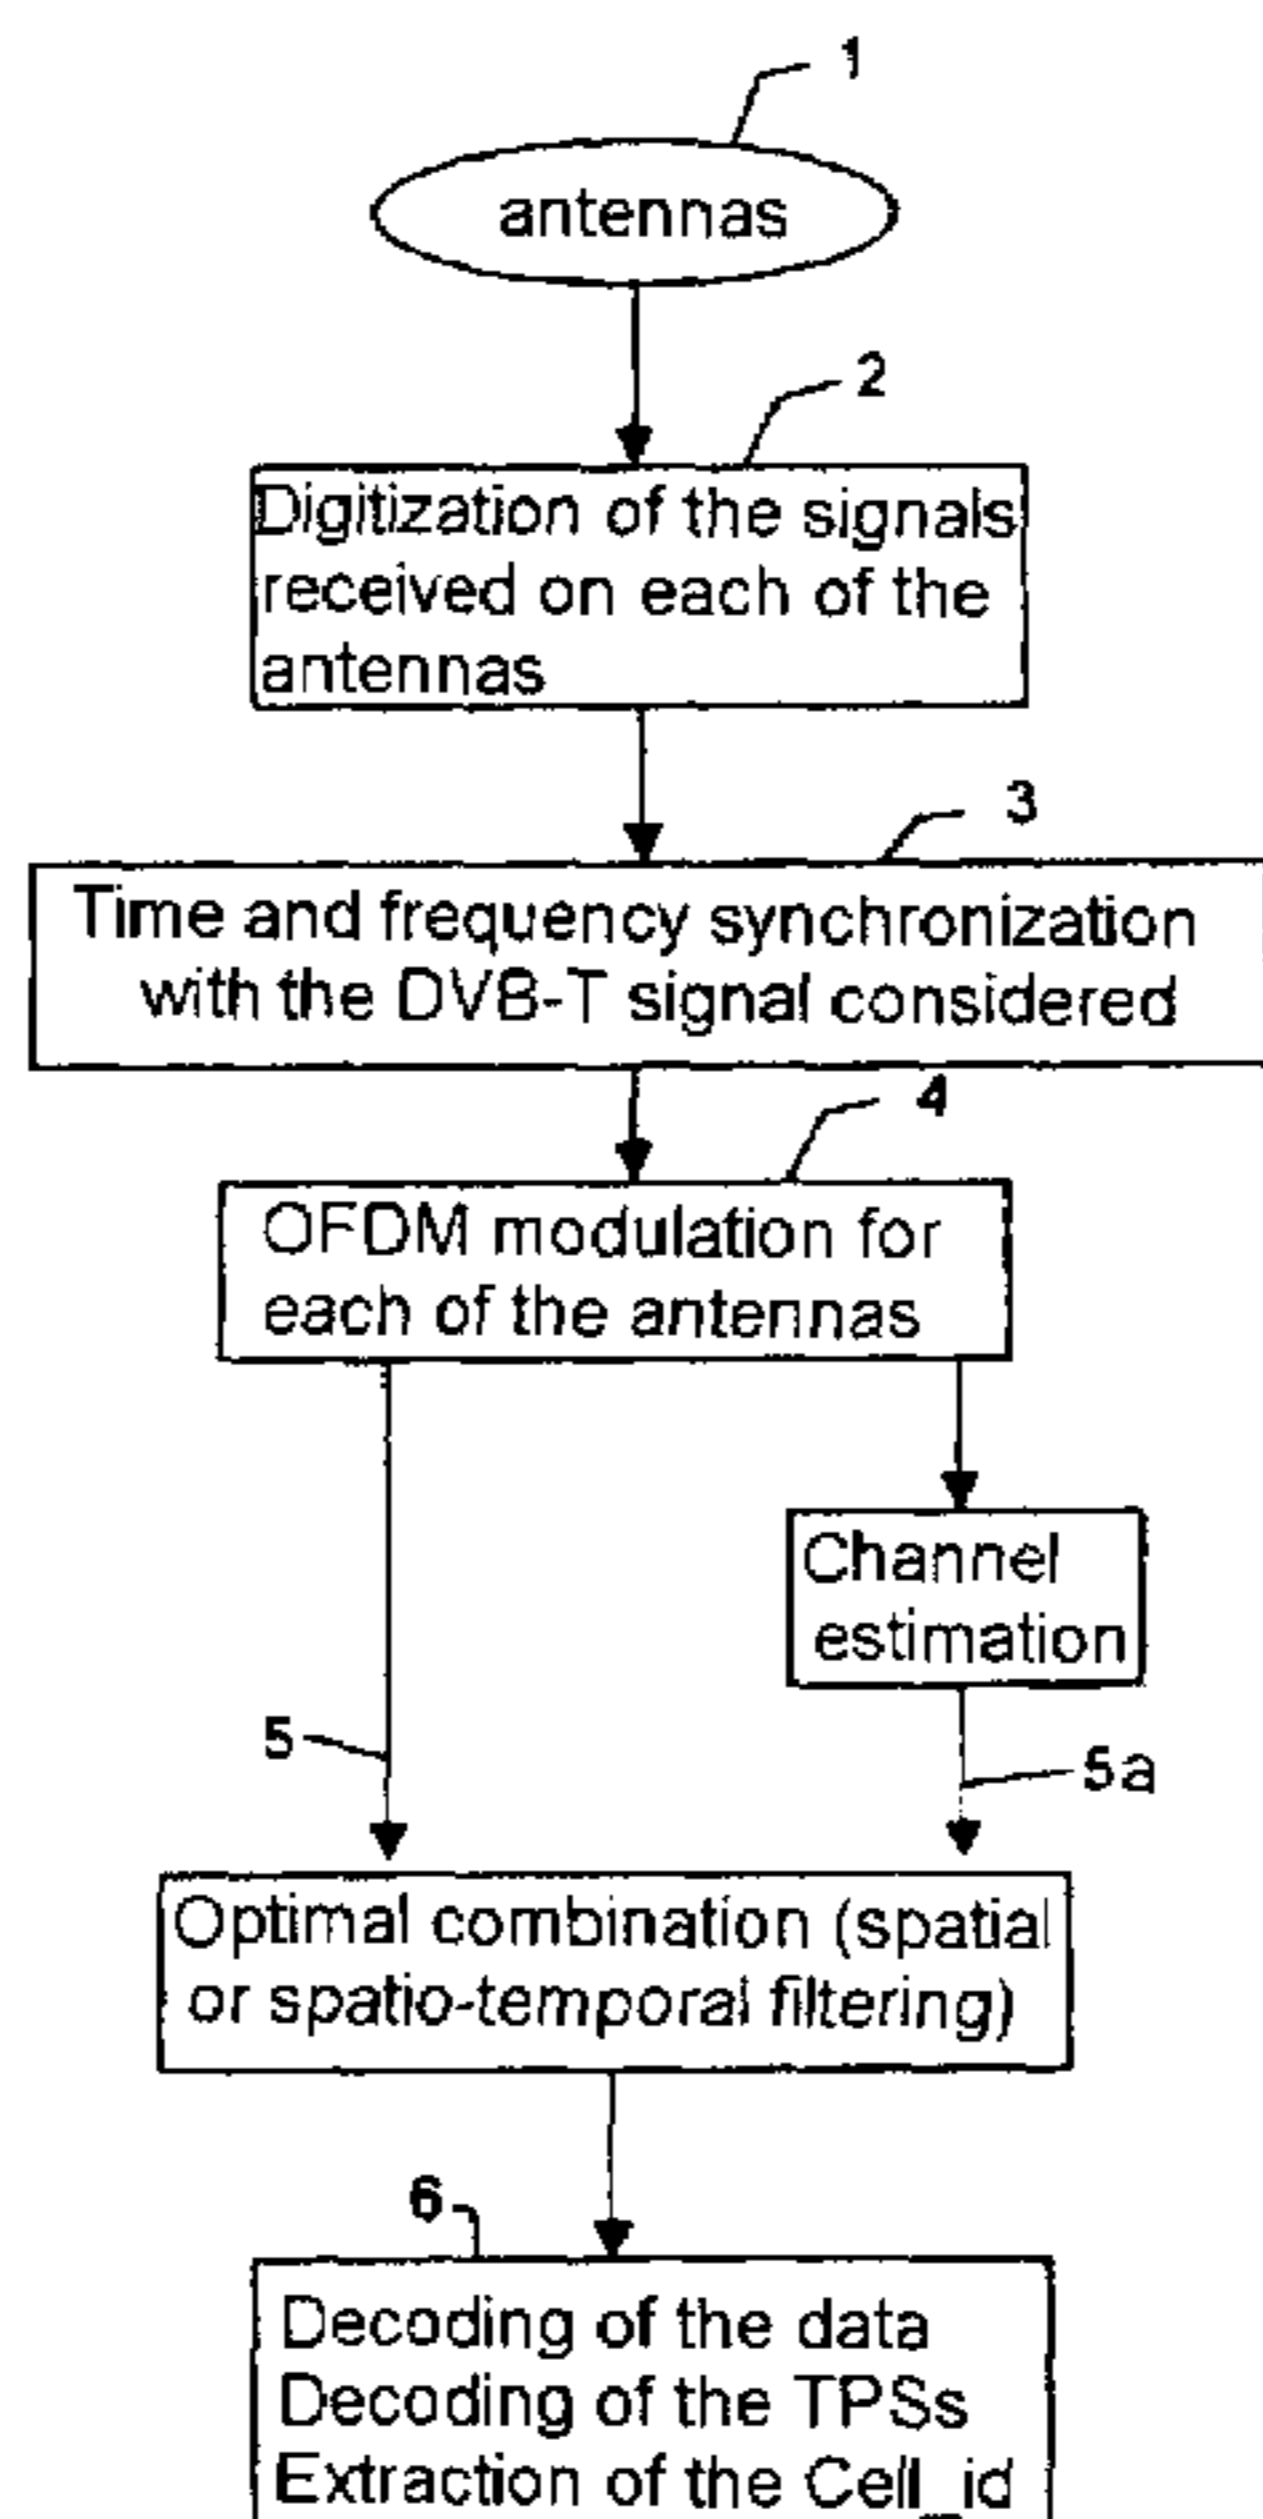 1
antennas
2
Digitization of the signals
received on each of the
antennas
3
Time and frequency synchronization
with the DVB-T signal considered
4
OFDM modulation for
each of the antennas
Channel
estimation
5
5a
Optimal combination (spatial
or spatio-temporal filtering)
6
Decoding of the data
Decoding of the TPSs
Extraction of the Cell_id